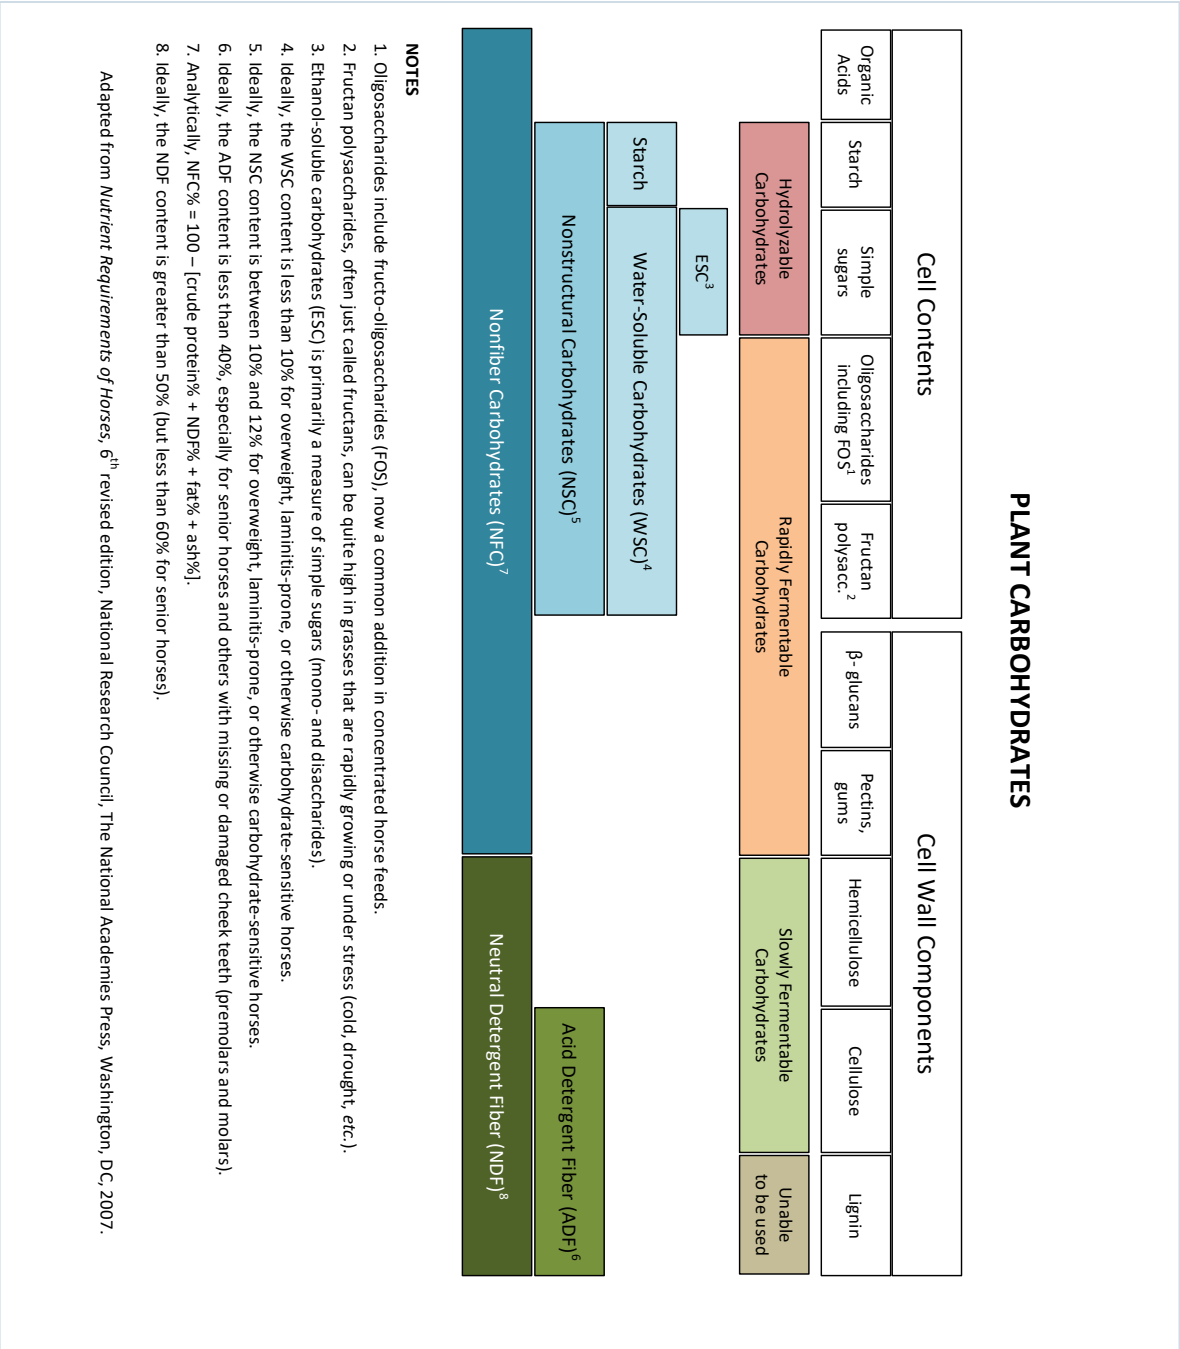 PLANT CARBOHYDRATES
Cell Contents
Cell Wall Components
Organic
Acids
Starch
Simple
sugars
Oligosaccharides
including FOS¹
Fructan
polysacc. ²
β- glucans
Pectins,
gums
Hemicellulose
Cellulose
Lignin
Hydrolyzable
Carbohydrates
Rapidly Fermentable
Carbohydrates
Slowly Fermentable
Carbohydrates
Unable
to be used
ESC³
Starch
Water-Soluble Carbohydrates (WSC)⁴
Nonstructural Carbohydrates (NSC)⁵
Acid Detergent Fiber (ADF)⁶
Nonfiber Carbohydrates (NFC)⁷
Neutral Detergent Fiber (NDF)⁸
NOTES
1. Oligosaccharides include fructo-oligosaccharides (FOS), now a common addition in concentrated horse feeds.
2. Fructan polysaccharides, often just called fructans, can be quite high in grasses that are rapidly growing or under stress (cold, drought, etc.).
3. Ethanol-soluble carbohydrates (ESC) is primarily a measure of simple sugars (mono- and disaccharides).
4. Ideally, the WSC content is less than 10% for overweight, laminitis-prone, or otherwise carbohydrate-sensitive horses.
5. Ideally, the NSC content is between 10% and 12% for overweight, laminitis-prone, or otherwise carbohydrate-sensitive horses.
6. Ideally, the ADF content is less than 40%, especially for senior horses and others with missing or damaged cheek teeth (premolars and molars).
7. Analytically, NFC% = 100 – [crude protein% + NDF% + fat% + ash%].
8. Ideally, the NDF content is greater than 50% (but less than 60% for senior horses).
Adapted from Nutrient Requirements of Horses, 6th revised edition, National Research Council, The National Academies Press, Washington, DC, 2007.